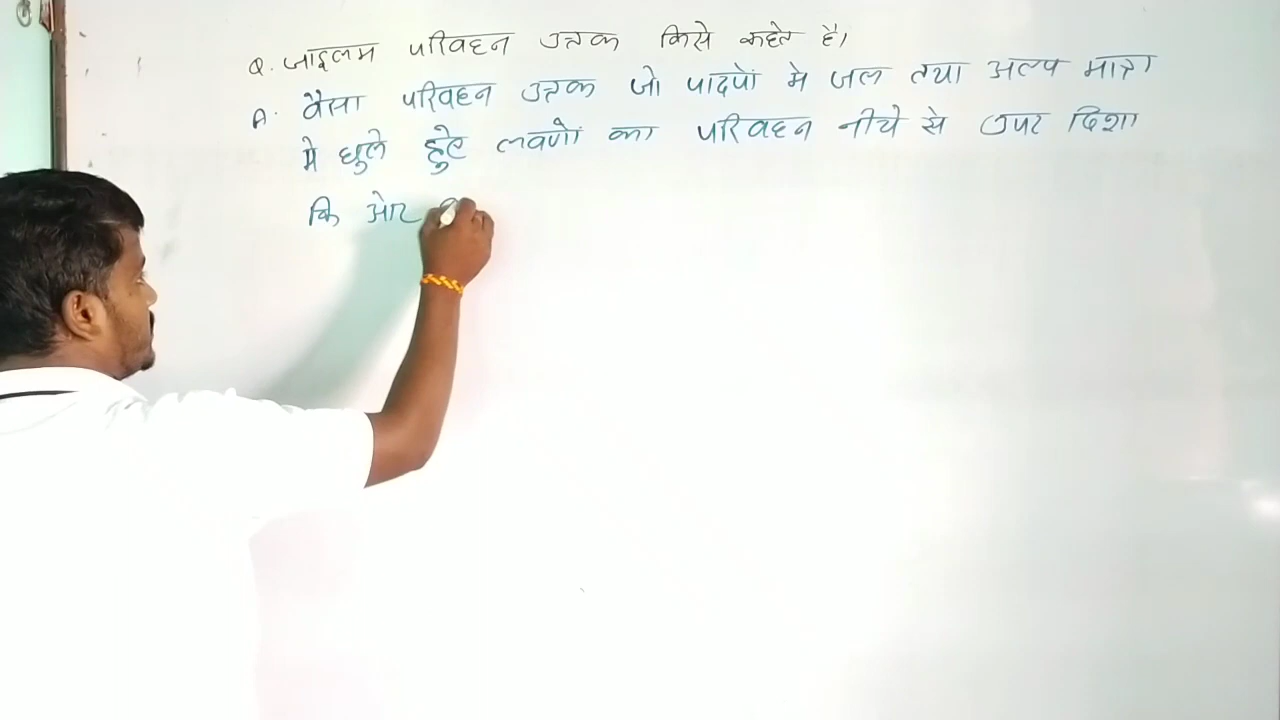 Q. जाइलम परिवहन उत्तक किसे कहते है।
A. वैसा परिवहन उत्तक जो पादपों मे जल तथा अल्प मात्रा
मे घुले हुए लवणों का परिवहन नीचे से उपर दिशा
कि ओर